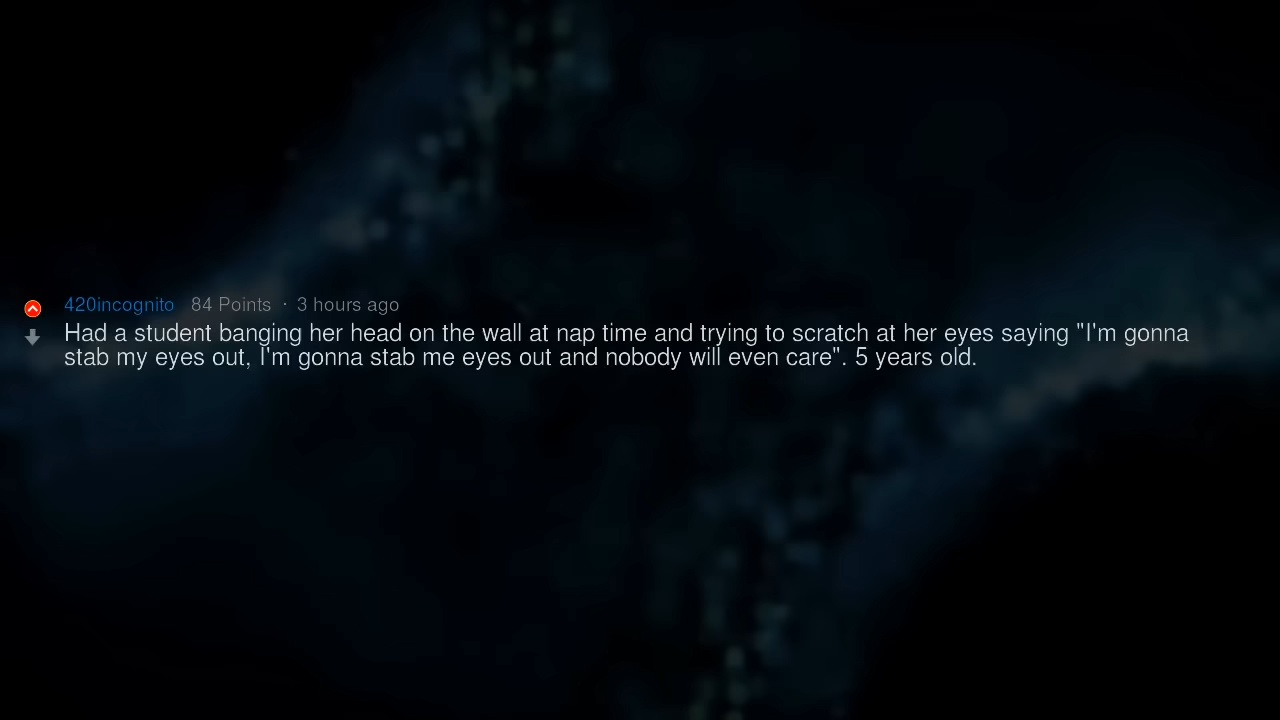 420incognito 84 Points · 3 hours ago
Had a student banging her head on the wall at nap time and trying to scratch at her eyes saying "I'm gonna
stab my eyes out, I'm gonna stab me eyes out and nobody will even care". 5 years old.